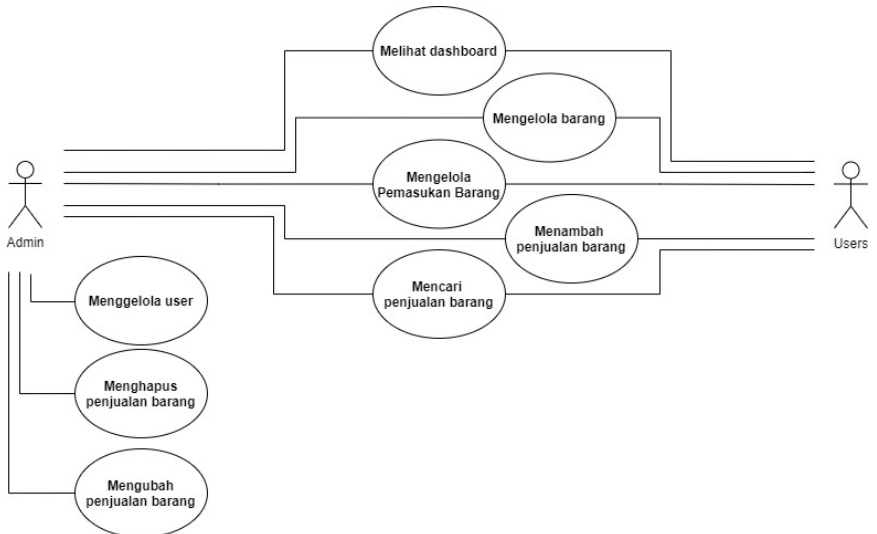 Melihat dashboard
Mengelola barang
Mengelola
Pemasukan Barang
Admin
Users
Menambah
penjualan barang
Mencari
penjualan barang
Menggelola user
Menghapus
penjualan barang
Mengubah
penjualan barang